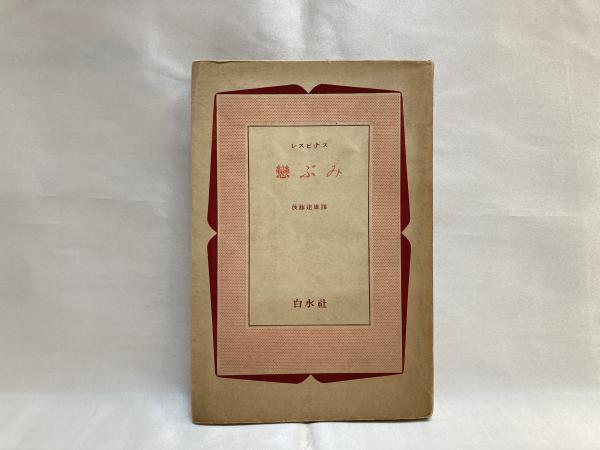 レスピナス
戀ぶみ
後藤達雄譯
白水社